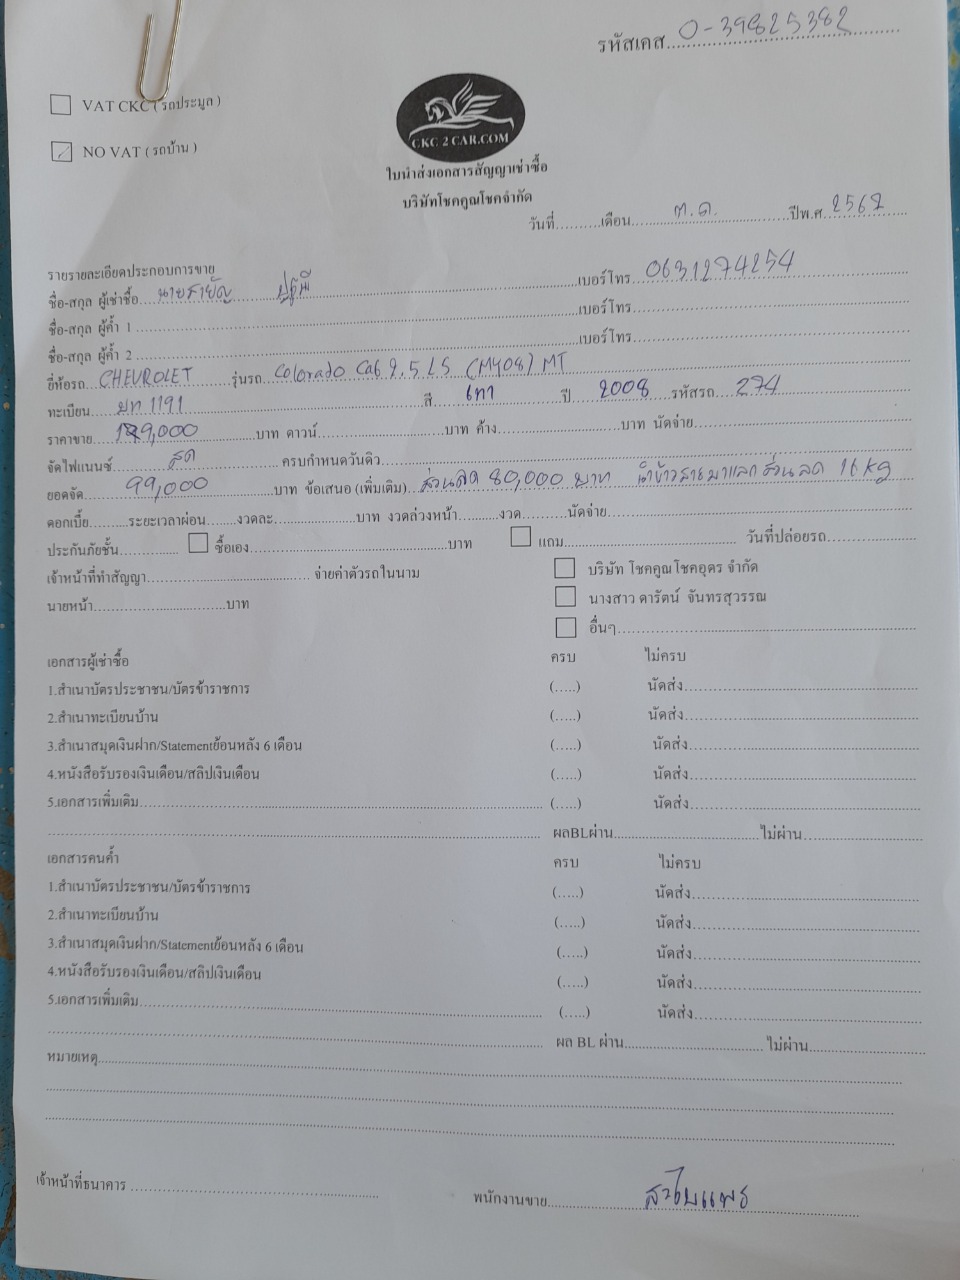 รหัสเคส 0-39825382
VAT CKC ( รถประมูล )
NO VAT ( รถบ้าน )
CKC 2 CAR.COM
ใบนำส่งเอกสารสัญญาเช่าซื้อ
บริษัทโชคคูณโชคจำกัด
วันที่..........เดือน ต.ค. ปีพ.ศ. 2562
รายรายละเอียดประกอบการขาย
ชื่อ-สกุล ผู้เช่าซื้อ นายสายัญ เบอร์โทร 0631274254
ชื่อ-สกุล ผู้ค้ำ 1 เบอร์โทร
ชื่อ-สกุล ผู้ค้ำ 2 เบอร์โทร
ยี่ห้อรถ CHEVROLET รุ่นรถ Colorado Cab 2.5 LS (MY08) MT
ทะเบียน บท 1191 สี เทา ปี 2008 รหัสรถ 274
ราคาขาย 179,000 บาท ดาวน์ บาท ค้าง บาท นัดจ่าย
จัดไฟแนนซ์ สด ครบกำหนดวันดิว
ยอดจัด 99,000 บาท ข้อเสนอ (เพิ่มเติม) ส่วนลด 80,000 บาท นำข้าวสารมาแลกส่วนลด 16 kg
ดอกเบี้ย ระยะเวลาผ่อน งวดละ บาท งวดล่วงหน้า งวด นัดจ่าย
ประกันภัยชั้น ซื้อเอง บาท แถม วันที่ปล่อยรถ
เจ้าหน้าที่ทำสัญญา จ่ายค่าตัวรถในนาม บริษัท โชคคูณโชคอุดร จำกัด
นายหน้า บาท นางสาว ดารัตน์ จันทรสุวรรณ
อื่นๆ
เอกสารผู้เช่าซื้อ ครบ ไม่ครบ
1.สำเนาบัตรประชาชน/บัตรข้าราชการ (.....) นัดส่ง
2.สำเนาทะเบียนบ้าน (.....) นัดส่ง
3.สำเนาสมุดเงินฝาก/Statementย้อนหลัง 6 เดือน (.....) นัดส่ง
4.หนังสือรับรองเงินเดือน/สลิปเงินเดือน (.....) นัดส่ง
5.เอกสารเพิ่มเติม (.....) นัดส่ง
ผลBLผ่าน ไม่ผ่าน
เอกสารคนค้ำ ครบ ไม่ครบ
1.สำเนาบัตรประชาชน/บัตรข้าราชการ (.....) นัดส่ง
2.สำเนาทะเบียนบ้าน (.....) นัดส่ง
3.สำเนาสมุดเงินฝาก/Statementย้อนหลัง 6 เดือน (.....) นัดส่ง
4.หนังสือรับรองเงินเดือน/สลิปเงินเดือน (.....) นัดส่ง
5.เอกสารเพิ่มเติม (.....) นัดส่ง
ผล BL ผ่าน ไม่ผ่าน
หมายเหตุ
เจ้าหน้าที่ธนาคาร พนักงานขาย สไบแพร